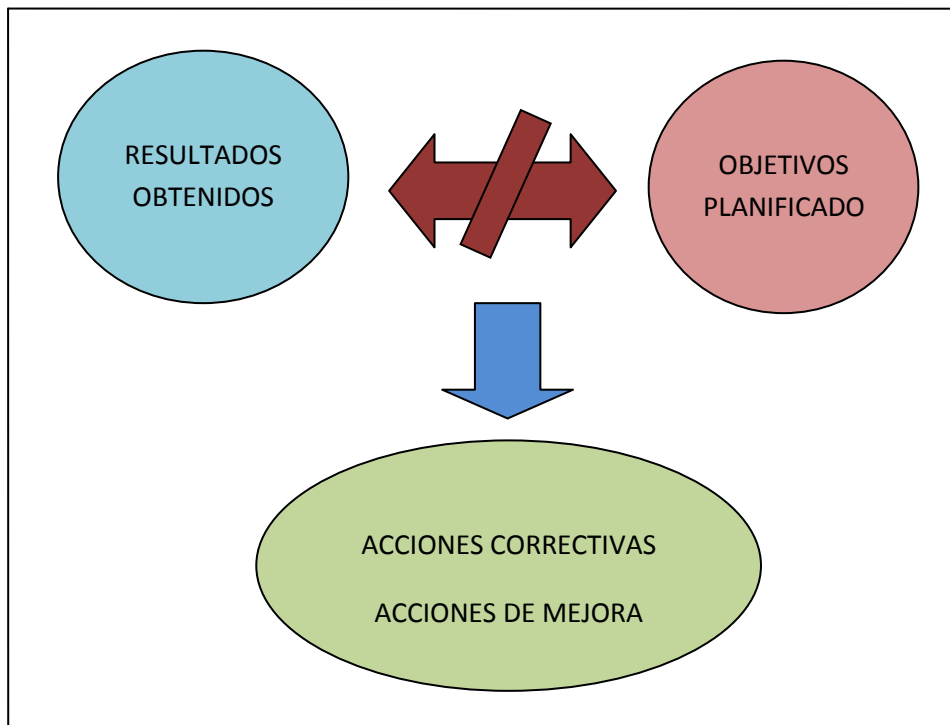 RESULTADOS
OBTENIDOS
OBJETIVOS
PLANIFICADO
ACCIONES CORRECTIVAS
ACCIONES DE MEJORA